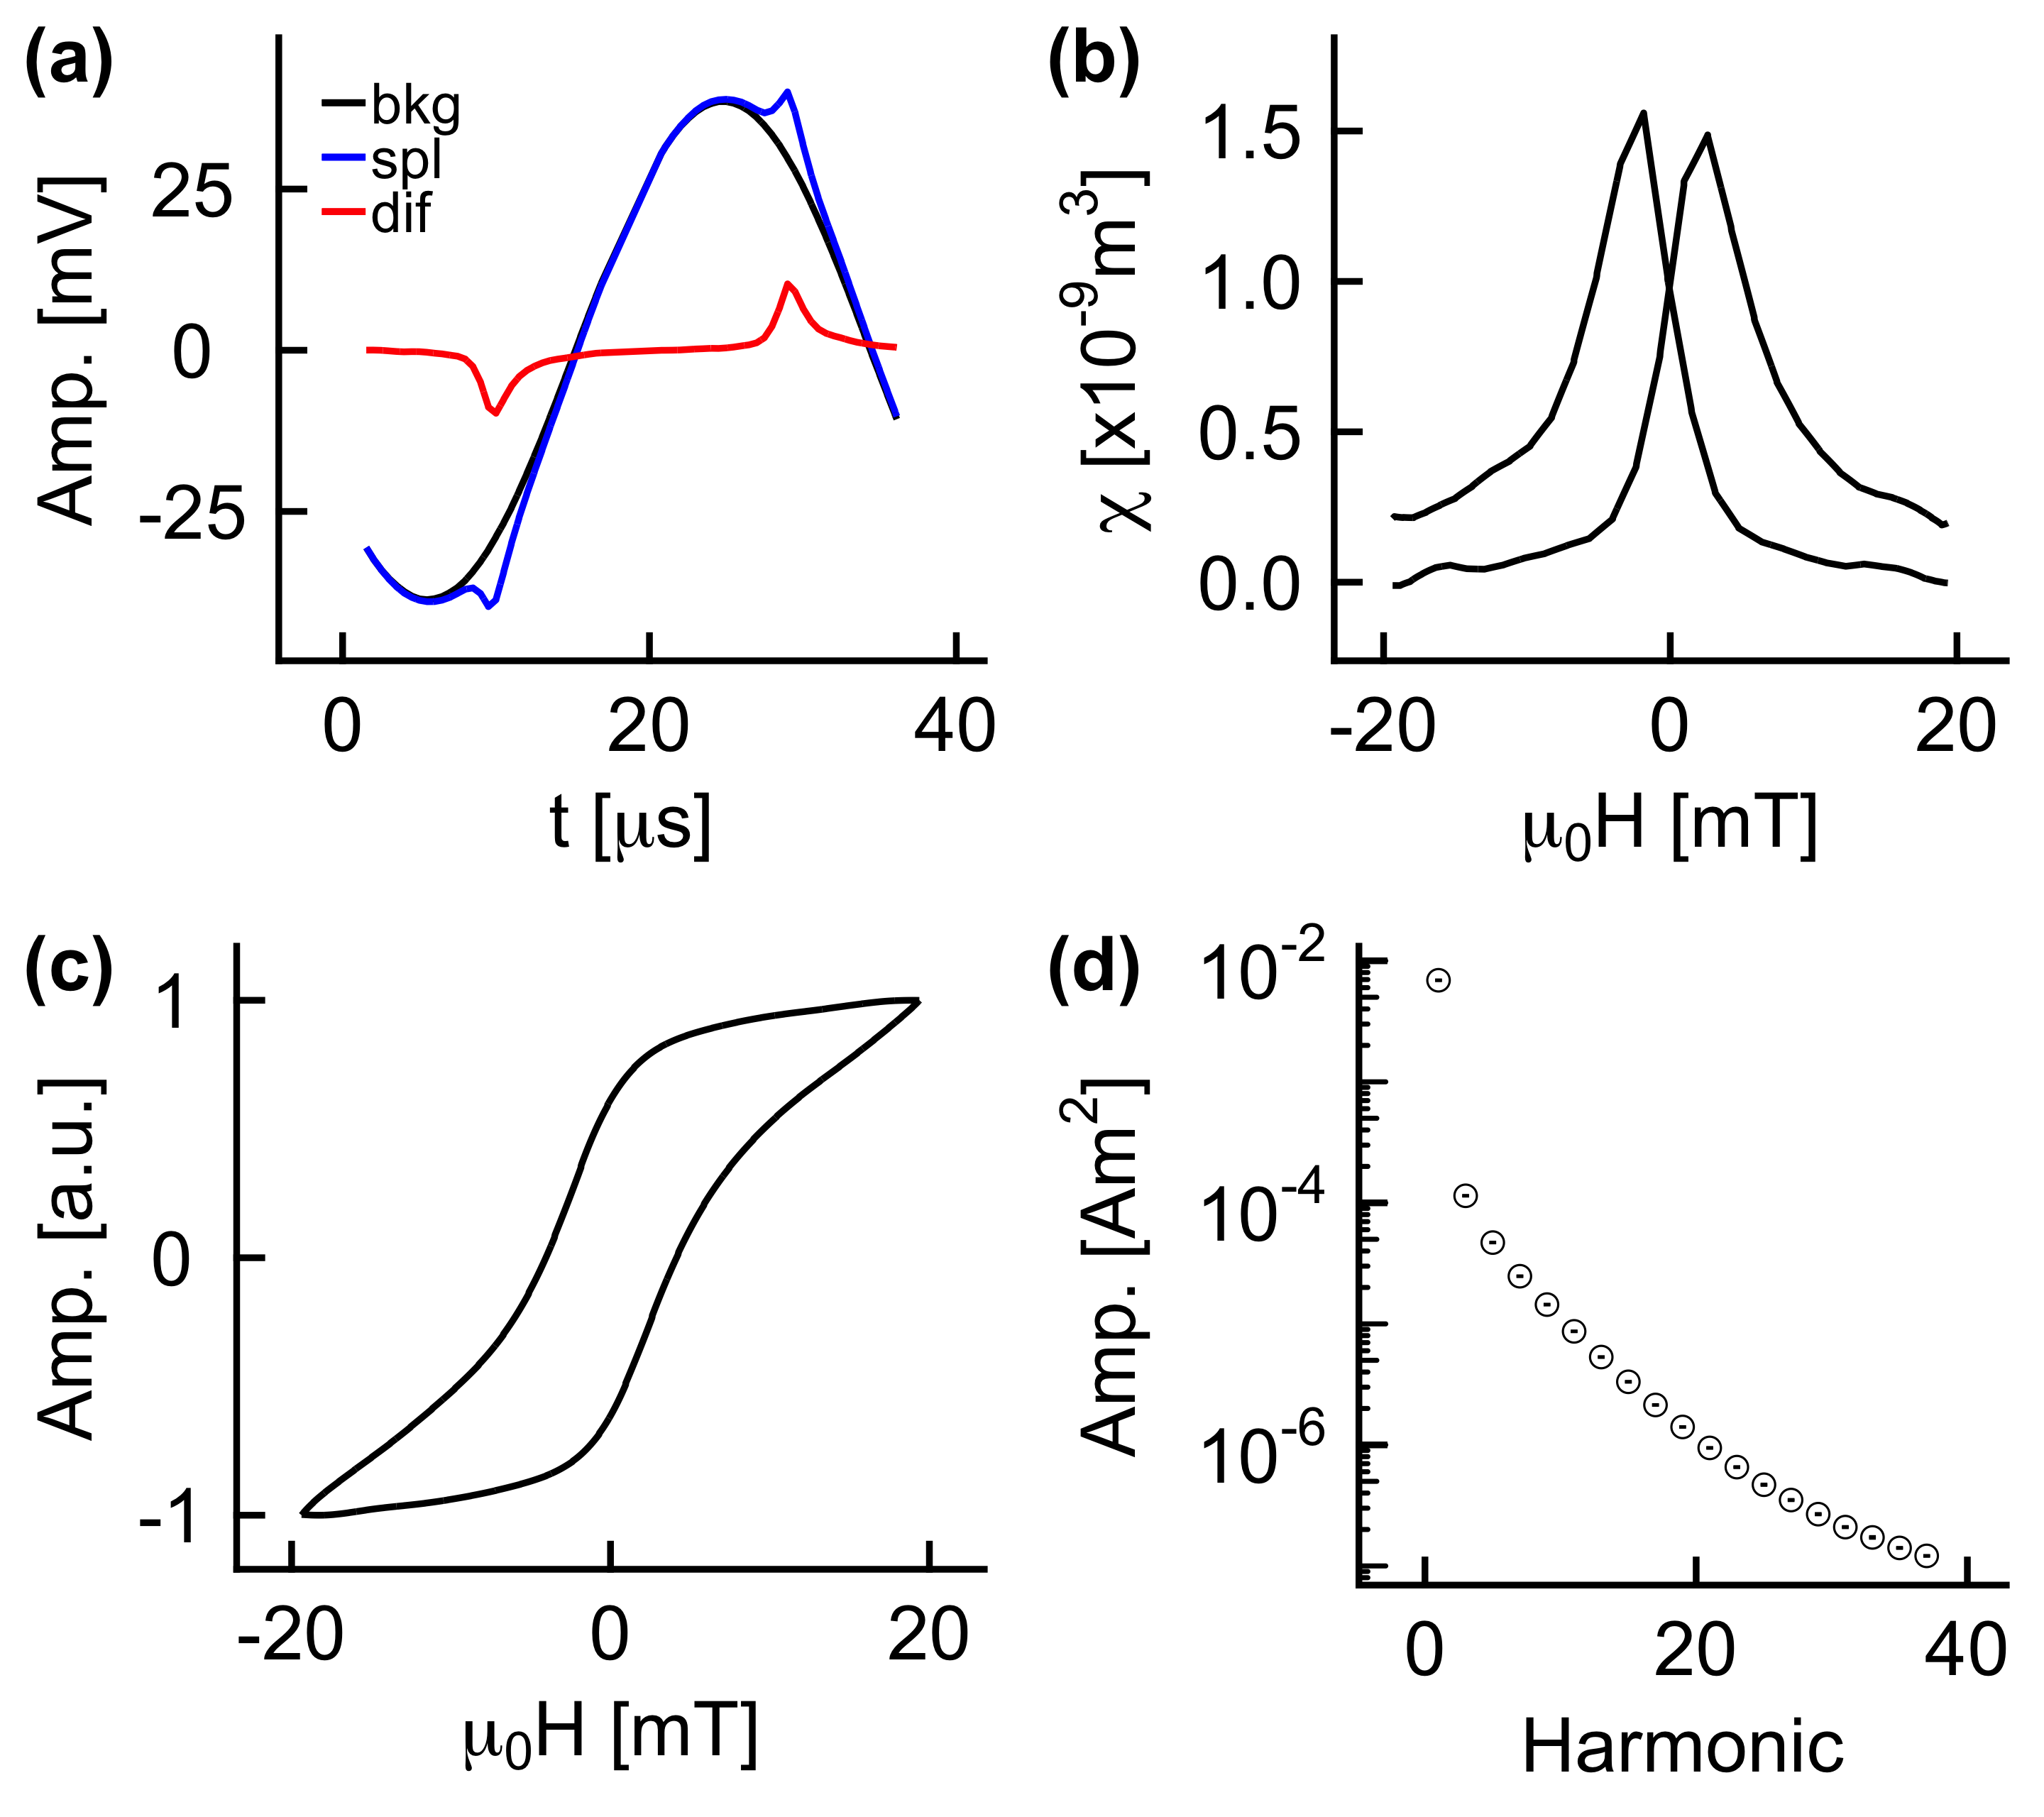 (a)
Amp. [mV]
25
0
-25
bkg
spl
dif
0 20 40
t [μs]
(b)
χ [x10⁻⁹m³]
1.5
1.0
0.5
0.0
-20 0 20
μ₀H [mT]
(c)
Amp. [a.u.]
1
0
-1
-20 0 20
μ₀H [mT]
(d)
Amp. [Am²]
10⁻²
10⁻⁴
10⁻⁶
0 20 40
Harmonic